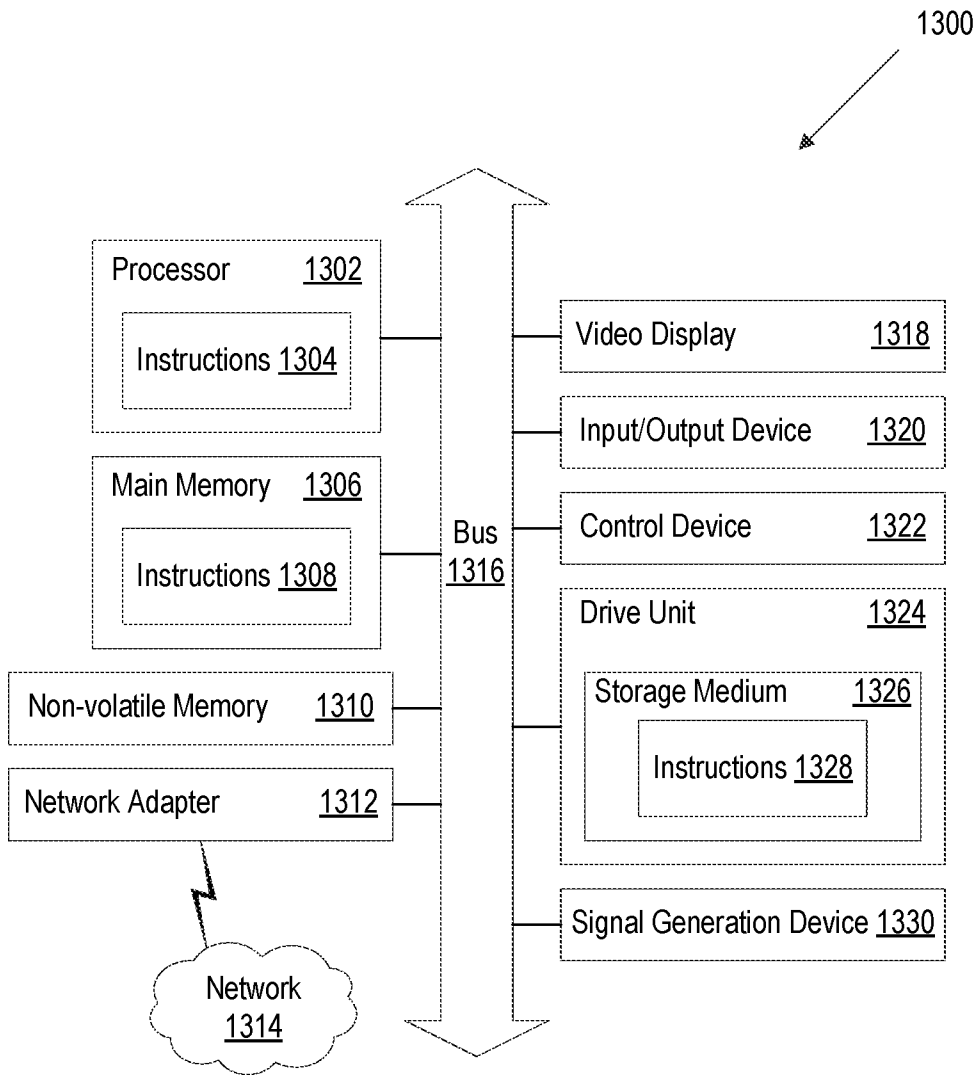 1300
Processor 1302
Instructions 1304
Main Memory 1306
Instructions 1308
Non-volatile Memory 1310
Network Adapter 1312
Network
1314
Bus
1316
Video Display 1318
Input/Output Device 1320
Control Device 1322
Drive Unit 1324
Storage Medium 1326
Instructions 1328
Signal Generation Device 1330